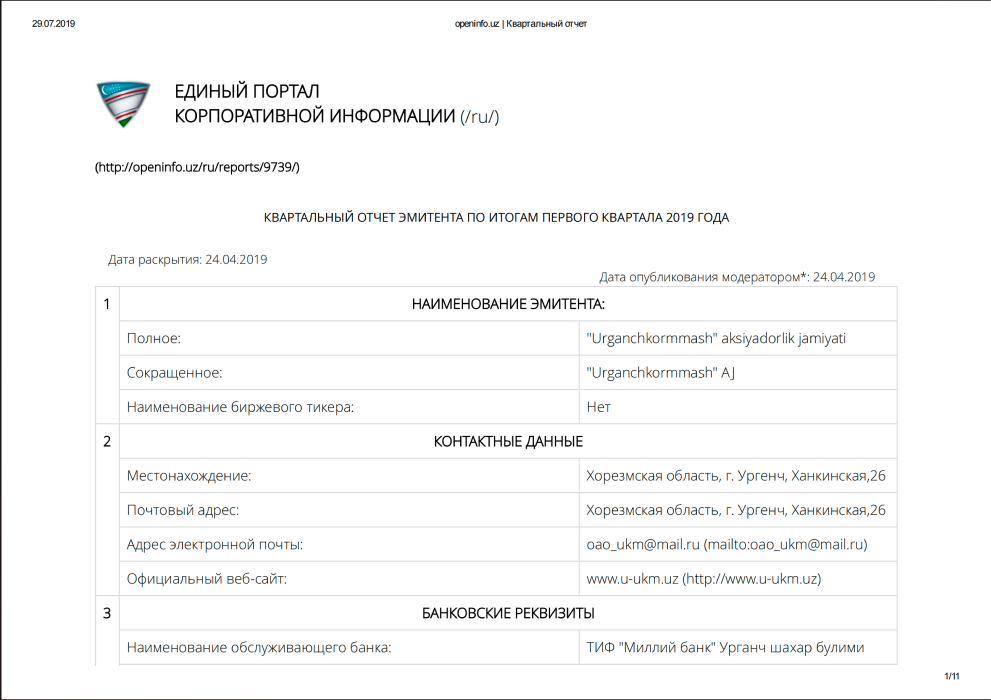 29.07.2019 openinfo.uz | Квартальный отчет
ЕДИНЫЙ ПОРТАЛ
КОРПОРАТИВНОЙ ИНФОРМАЦИИ (/ru/)
(http://openinfo.uz/ru/reports/9739/)
КВАРТАЛЬНЫЙ ОТЧЕТ ЭМИТЕНТА ПО ИТОГАМ ПЕРВОГО КВАРТАЛА 2019 ГОДА
Дата раскрытия: 24.04.2019
Дата опубликования модератором*: 24.04.2019
1 НАИМЕНОВАНИЕ ЭМИТЕНТА:
Полное: "Urganchkormmash" aksiyadorlik jamiyati
Сокращенное: "Urganchkormmash" AJ
Наименование биржевого тикера: Нет
2 КОНТАКТНЫЕ ДАННЫЕ
Местонахождение: Хорезмская область, г. Ургенч, Ханкинская,26
Почтовый адрес: Хорезмская область, г. Ургенч, Ханкинская,26
Адрес электронной почты: oao_ukm@mail.ru (mailto:oao_ukm@mail.ru)
Официальный веб-сайт: www.u-ukm.uz (http://www.u-ukm.uz)
3 БАНКОВСКИЕ РЕКВИЗИТЫ
Наименование обслуживающего банка: ТИФ "Миллий банк" Урганч шахар булими
1/11